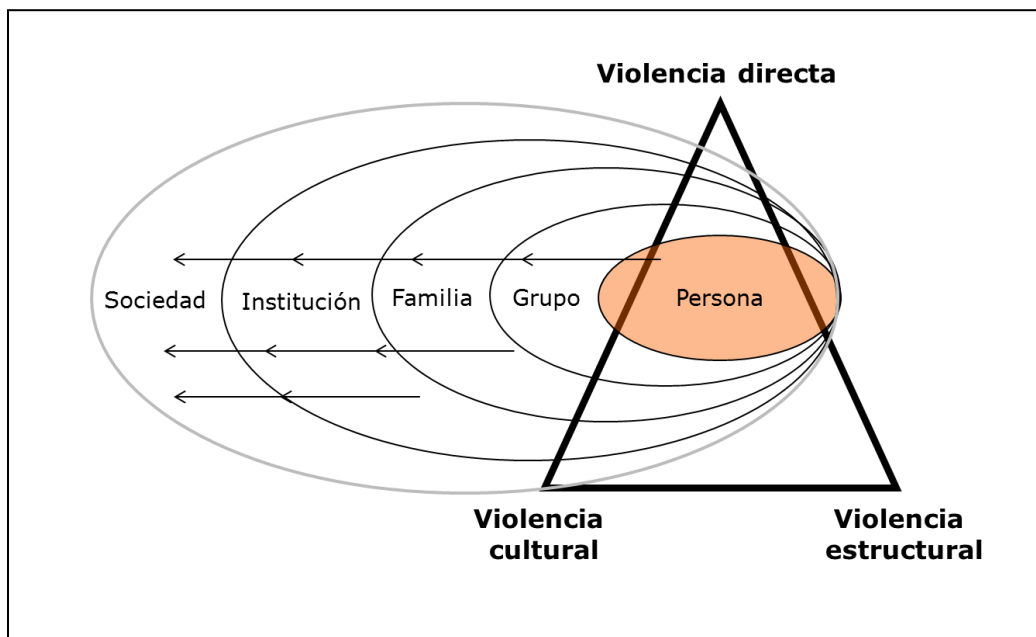 Violencia directa
Sociedad
Institución
Familia
Grupo
Persona
Violencia
cultural
Violencia
estructural